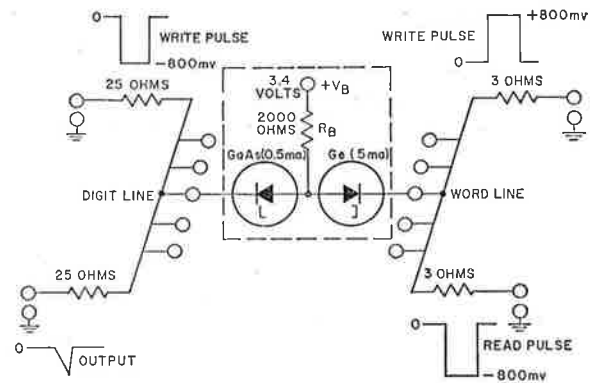 0
WRITE PULSE
-800mv
WRITE PULSE
+800mv
0
25 OHMS
3.4
VOLTS
+VB
2000
OHMS
RB
3 OHMS
GaAs(0.5ma)
Ge (5ma)
DIGIT LINE
WORD LINE
25 OHMS
3 OHMS
0
OUTPUT
0
READ PULSE
-800mv